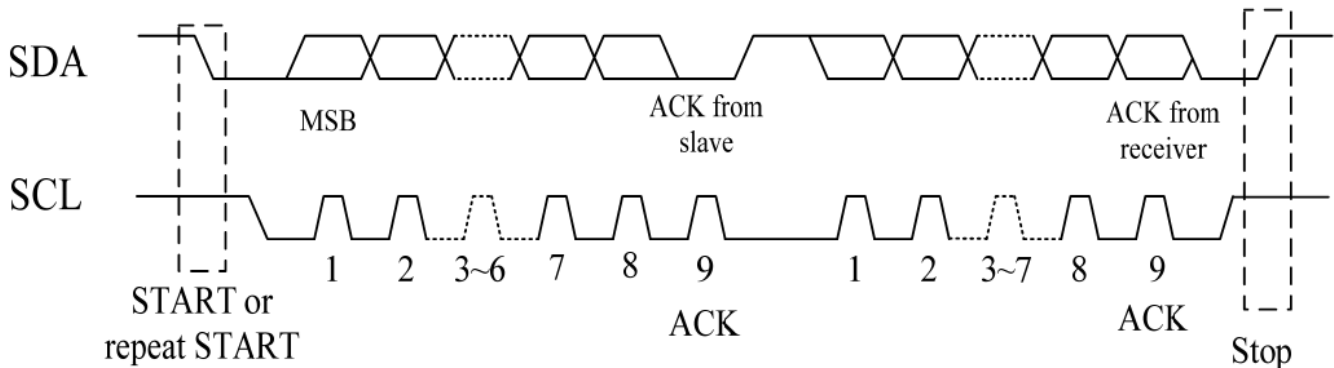 SDA
MSB
ACK from
slave
ACK from
receiver
SCL
1 2 3~6 7 8 9 1 2 3~7 8 9
START or
repeat START
ACK
ACK
Stop